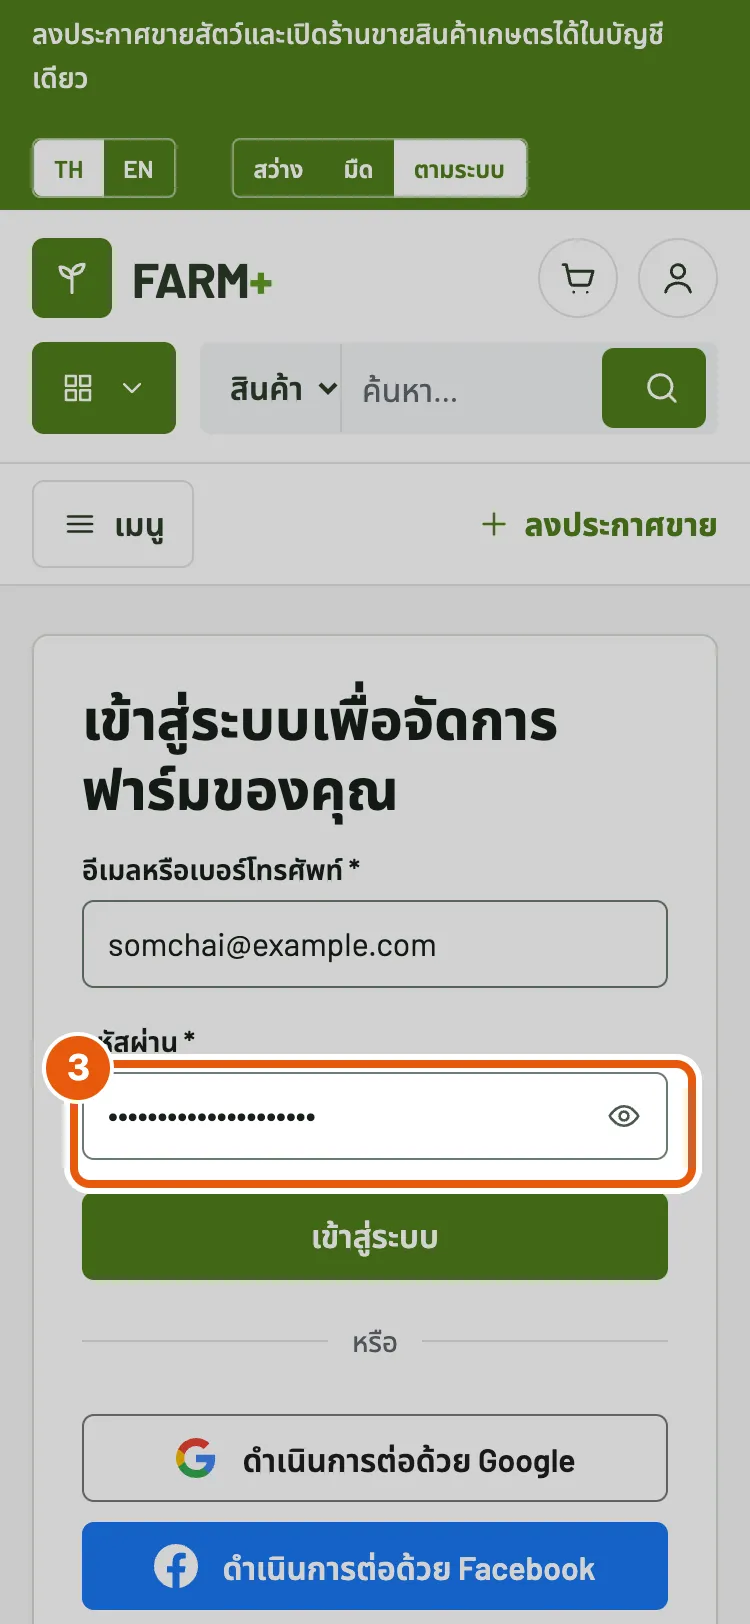 ลงประกาศขายสัตว์และเปิดร้านขายสินค้าเกษตรได้ในบัญชี
เดียว
TH EN สว่าง มืด ตามระบบ
FARM+
สินค้า ค้นหา...
เมนู + ลงประกาศขาย
เข้าสู่ระบบเพื่อจัดการ
ฟาร์มของคุณ
อีเมลหรือเบอร์โทรศัพท์ *
somchai@example.com
หัสผ่าน *
3
•••••••••••••••••••••
เข้าสู่ระบบ
หรือ
ดำเนินการต่อด้วย Google
ดำเนินการต่อด้วย Facebook